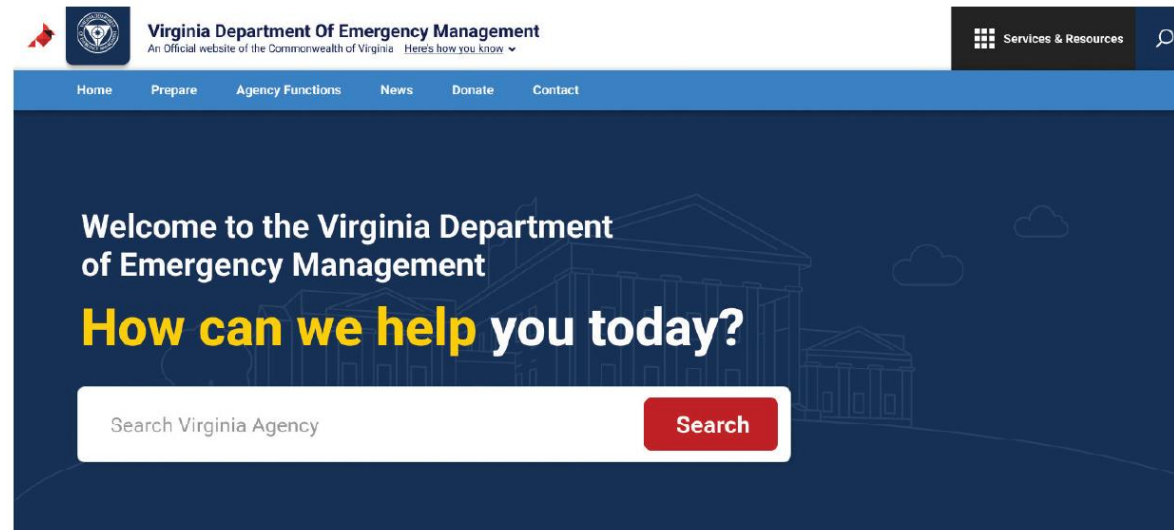 Virginia Department Of Emergency Management
An Official website of the Commonwealth of Virginia Here's how you know
Services & Resources
Home Prepare Agency Functions News Donate Contact
Welcome to the Virginia Department
of Emergency Management
How can we help you today?
Search Virginia Agency
Search